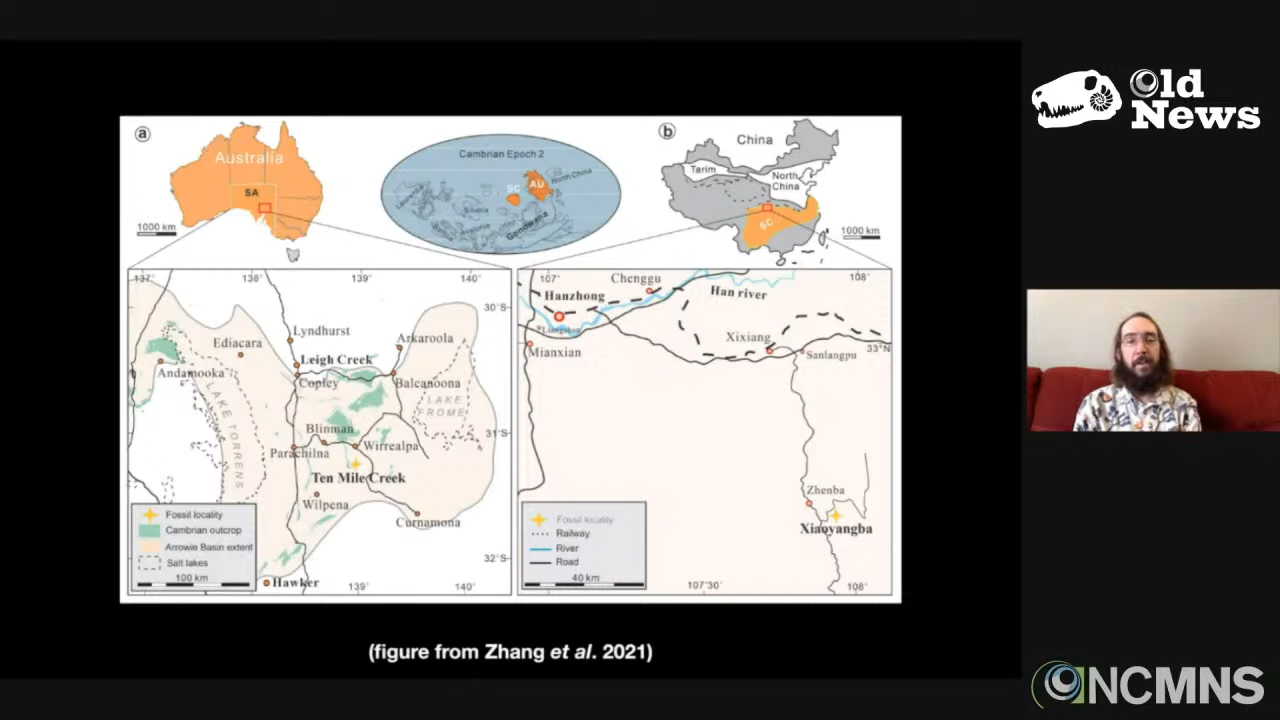 Old
News
a
Australia
SA
1000 km
Cambrian Epoch 2
SC
AU
North China
Siberia
Avalonia
Gondwana
b
China
Tarim
North
China
SC
1000 km
137°
138°
139°
140°
30°S
Lyndhurst
Ediacara
Arkaroola
Leigh Creek
Andamooka
Copley
Balcanoona
LAKE
FROME
LAKE TORRENS
31°S
Blinman
Wirrealpa
Parachilna
Ten Mile Creek
Wilpena
Curnamona
Fossil locality
Cambrian outcrop
Arrowie Basin extent
Salt lakes
100 km
Hawker
32°S
139°
140°
107°
108°
Chenggu
Hanzhong
Han river
Liangshan
Mianxian
Xixiang
Sanlangpu
33°N
Zhenba
Xiaoyangba
Fossil locality
Railway
River
Road
40 km
107°30'
108°
(figure from Zhang et al. 2021)
NCMNS